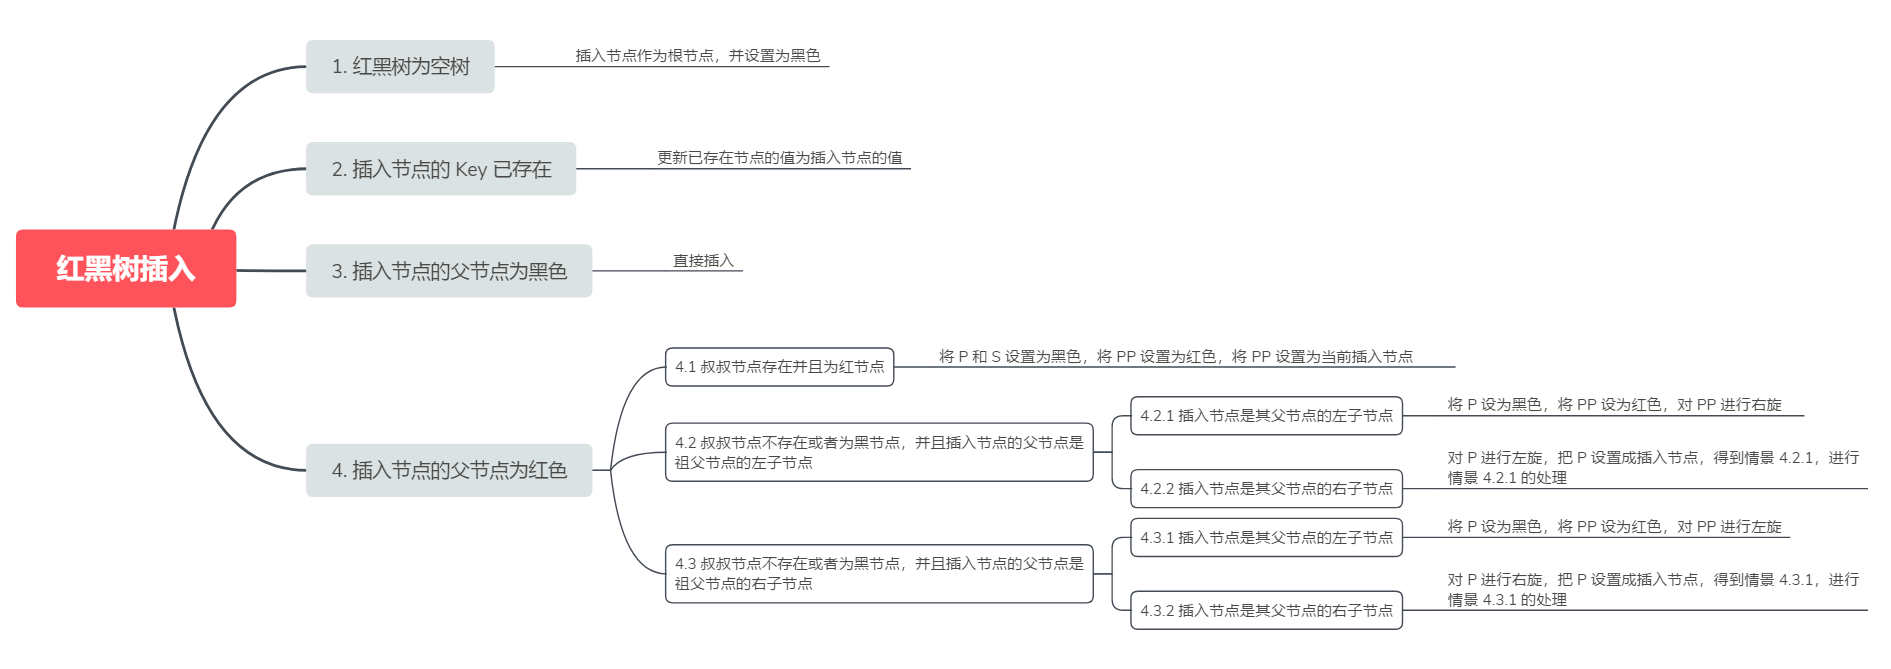 红黑树插入
1. 红黑树为空树
插入节点作为根节点，并设置为黑色
2. 插入节点的 Key 已存在
更新已存在节点的值为插入节点的值
3. 插入节点的父节点为黑色
直接插入
4. 插入节点的父节点为红色
4.1 叔叔节点存在并且为红节点
将 P 和 S 设置为黑色，将 PP 设置为红色，将 PP 设置为当前插入节点
4.2 叔叔节点不存在或者为黑节点，并且插入节点的父节点是
祖父节点的左子节点
4.2.1 插入节点是其父节点的左子节点
将 P 设为黑色，将 PP 设为红色，对 PP 进行右旋
4.2.2 插入节点是其父节点的右子节点
对 P 进行左旋，把 P 设置成插入节点，得到情景 4.2.1，进行
情景 4.2.1 的处理
4.3 叔叔节点不存在或者为黑节点，并且插入节点的父节点是
祖父节点的右子节点
4.3.1 插入节点是其父节点的左子节点
将 P 设为黑色，将 PP 设为红色，对 PP 进行左旋
4.3.2 插入节点是其父节点的右子节点
对 P 进行右旋，把 P 设置成插入节点，得到情景 4.3.1，进行
情景 4.3.1 的处理